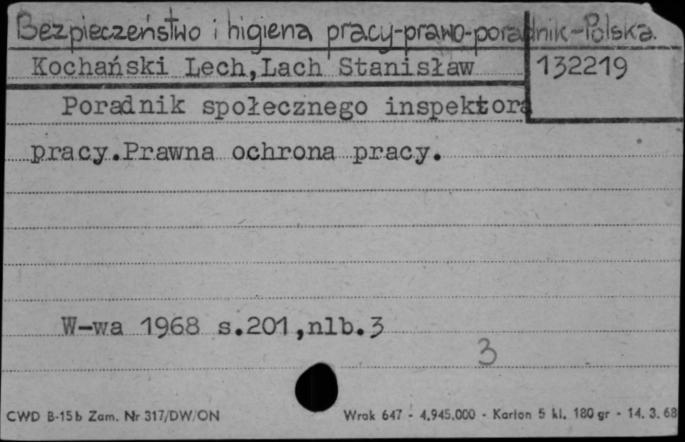 Bezpieczeństwo i higiena pracy-prawo-poradnik-Polska.
Kochański Lech,Lach Stanisław 132219
Poradnik społecznego inspektora
pracy.Prawna ochrona pracy.
W-wa 1968 s.201,nlb.3
3
CWD B-15b Zam. Nr 317/DW/ON Wrok 647 - 4.945.000 - Karton 5 kl. 180 gr - 14. 3. 68